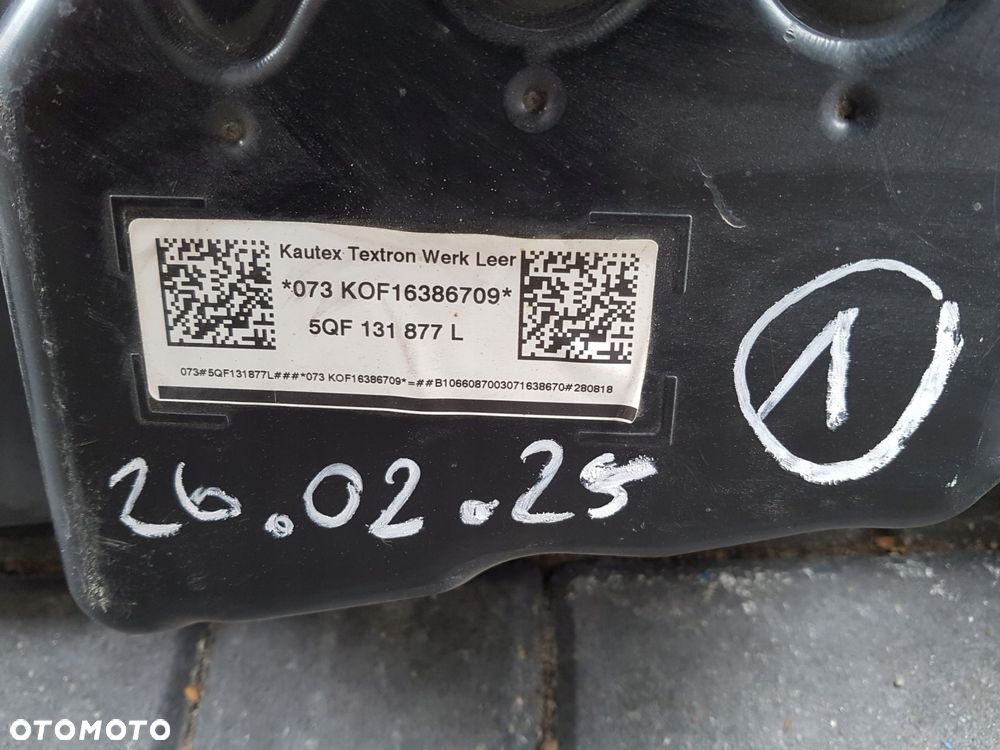 Kautex Textron Werk Leer
*073 KOF16386709*
5QF 131 877 L
073#5QF131877L###*073 KOF16386709*=##B1066087003071638670#280818
1
26.02.25
OTOMOTO